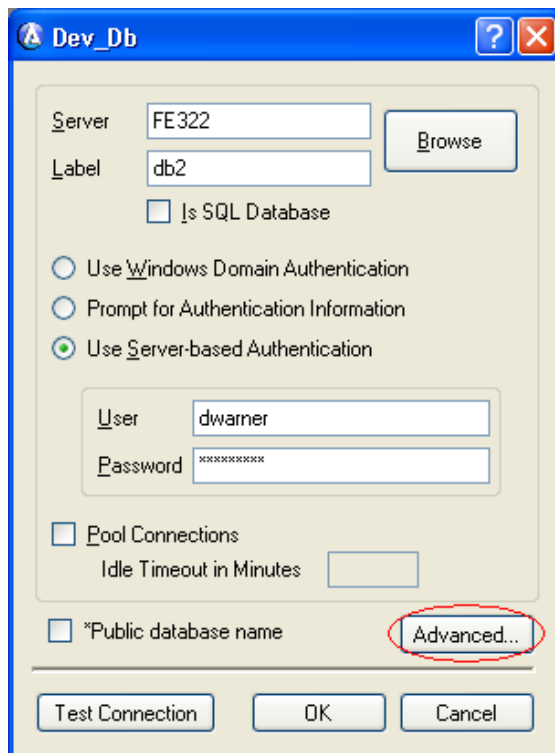 Dev_Db
Server FE322
Browse
Label db2
Is SQL Database
Use Windows Domain Authentication
Prompt for Authentication Information
Use Server-based Authentication
User dwarner
Password *********
Pool Connections
Idle Timeout in Minutes
*Public database name
Advanced...
Test Connection OK Cancel